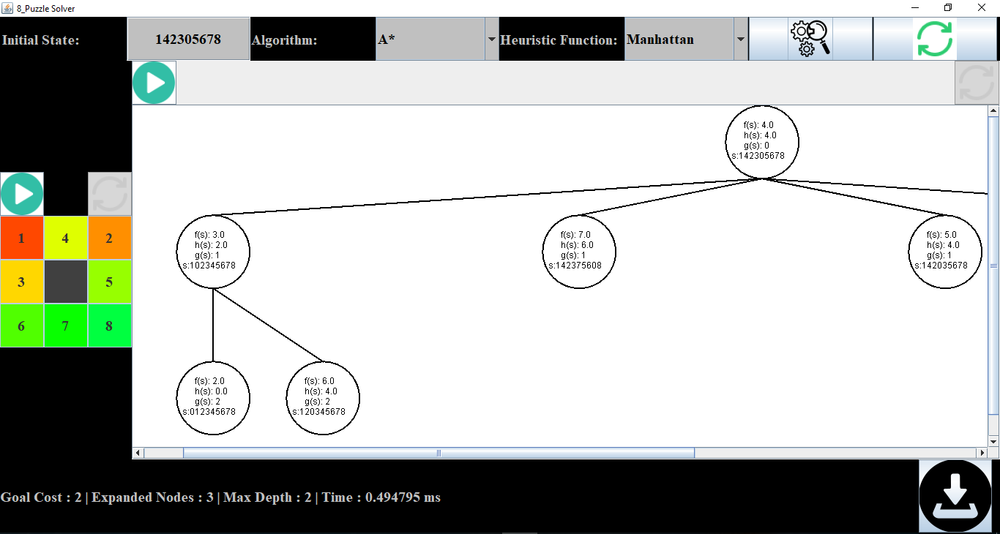 8_Puzzle Solver
Initial State: 142305678 Algorithm: A* Heuristic Function: Manhattan
f(s): 4.0
h(s): 4.0
g(s): 0
s:142305678
1 4 2
3 5
6 7 8
f(s): 3.0
h(s): 2.0
g(s): 1
s:102345678
f(s): 7.0
h(s): 6.0
g(s): 1
s:142375608
f(s): 5.0
h(s): 4.0
g(s): 1
s:142035678
f(s): 2.0
h(s): 0.0
g(s): 2
s:012345678
f(s): 6.0
h(s): 4.0
g(s): 2
s:120345678
Goal Cost : 2 | Expanded Nodes : 3 | Max Depth : 2 | Time : 0.494795 ms